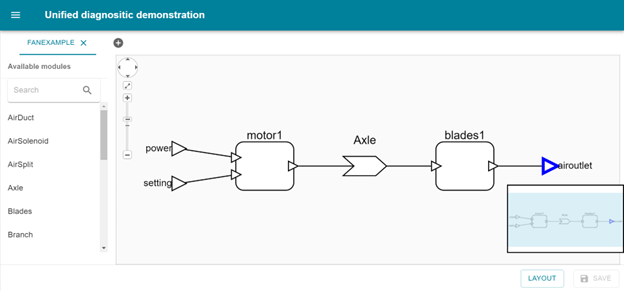 Unified diagnositic demonstration
FANEXAMPLE
Available modules
Search
AirDuct
AirSolenoid
AirSplit
Axle
Blades
Branch
motor1
Axle
blades1
power
setting
airoutlet
LAYOUT
SAVE